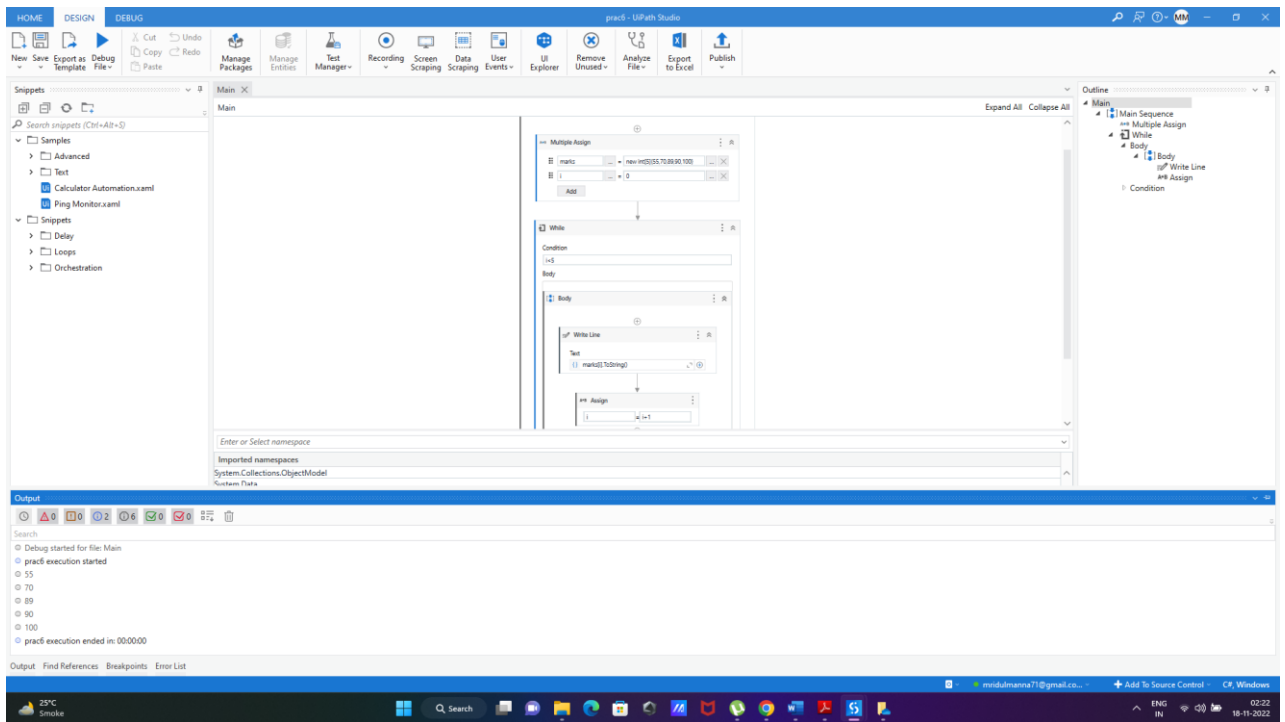 HOME DESIGN DEBUG prac6 - UiPath Studio MM
New Save Export as Template Debug File Cut Copy Paste Undo Redo Manage Packages Manage Entities Test Manager Recording Screen Scraping Data Scraping User Events UI Explorer Remove Unused Analyze File Export to Excel Publish
Snippets
Search snippets (Ctrl+Alt+S)
Samples
Advanced
Text
Calculator Automation.xaml
Ping Monitor.xaml
Snippets
Delay
Loops
Orchestration
Main
Main Expand All Collapse All
Multiple Assign
marks ... = new int[5]{55,70,89,90,100} ...
i ... = 0 ...
Add
While
Condition
i<5
Body
Body
Write Line
Text
marks[i].ToString()
A*B Assign
i = i+1
Enter or Select namespace
Imported namespaces
System.Collections.ObjectModel
System.Data
Outline
Main
Main Sequence
Multiple Assign
While
Body
Body
Write Line
A*B Assign
Condition
Output
0 0 2 6 0 0
Search
Debug started for file: Main
prac6 execution started
55
70
89
90
100
prac6 execution ended in: 00:00:00
Output Find References Breakpoints Error List
mridulmanna71@gmail.co... Add To Source Control C#, Windows
25°C
Smoke
Search
ENG
IN
02:22
18-11-2022